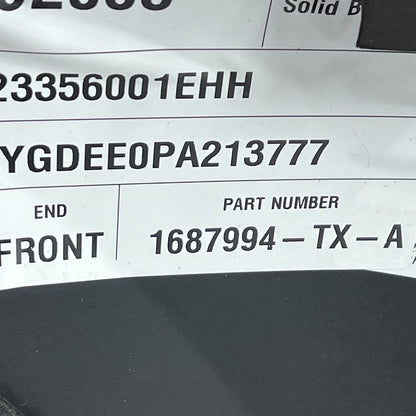 Solid B
23356001EHH
YGDEE0PA213777
END
PART NUMBER
FRONT
1687994-TX-A